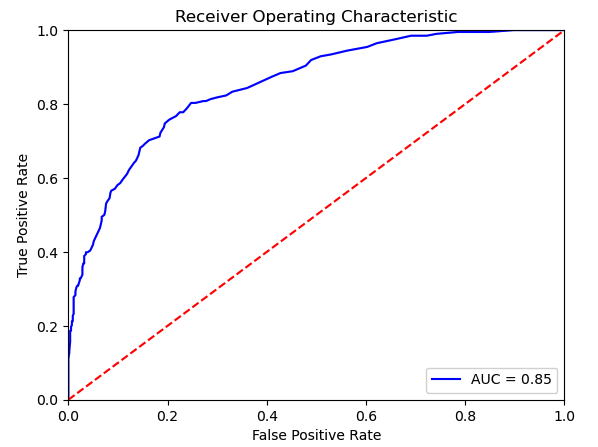 Receiver Operating Characteristic
1.0
0.8
0.6
0.4
0.2
0.0
True Positive Rate
AUC = 0.85
0.0 0.2 0.4 0.6 0.8 1.0
False Positive Rate